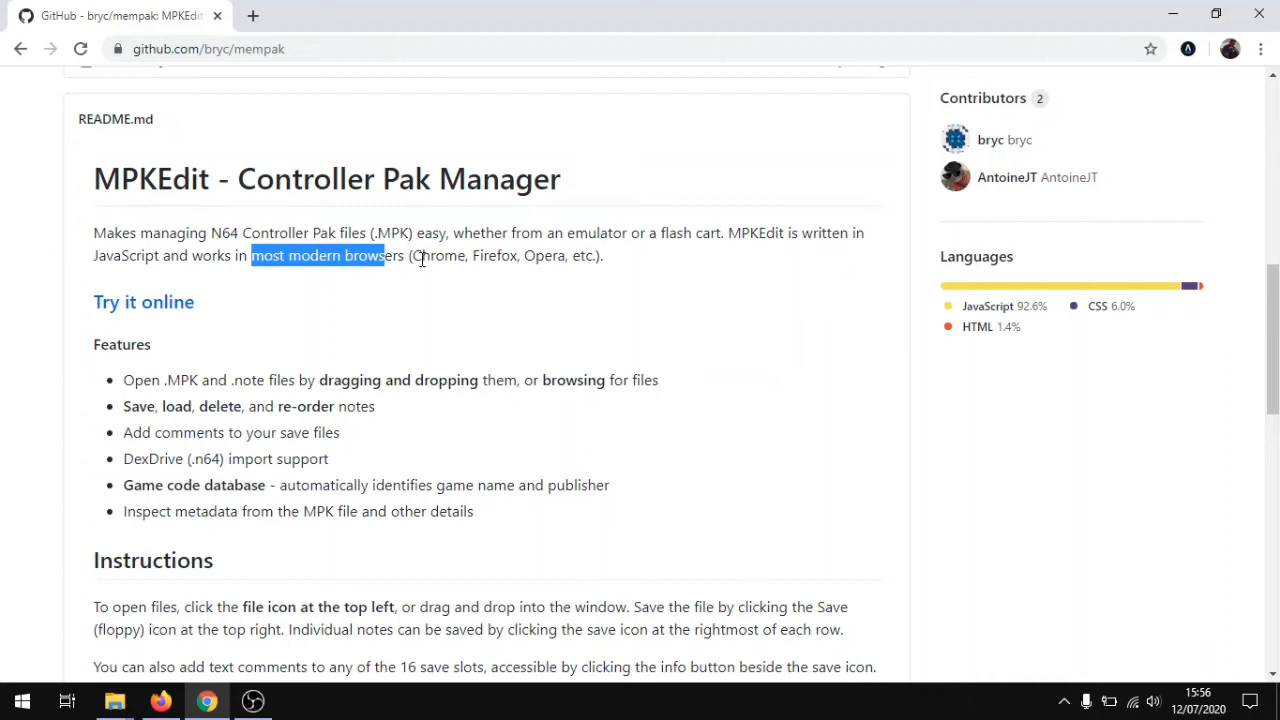 GitHub - bryc/mempak: MPKEdit
github.com/bryc/mempak
README.md
MPKEdit - Controller Pak Manager
Makes managing N64 Controller Pak files (.MPK) easy, whether from an emulator or a flash cart. MPKEdit is written in
JavaScript and works in most modern browsers (Chrome, Firefox, Opera, etc.).
Try it online
Features
• Open .MPK and .note files by dragging and dropping them, or browsing for files
• Save, load, delete, and re-order notes
• Add comments to your save files
• DexDrive (.n64) import support
• Game code database - automatically identifies game name and publisher
• Inspect metadata from the MPK file and other details
Instructions
To open files, click the file icon at the top left, or drag and drop into the window. Save the file by clicking the Save
(floppy) icon at the top right. Individual notes can be saved by clicking the save icon at the rightmost of each row.
You can also add text comments to any of the 16 save slots, accessible by clicking the info button beside the save icon.
Contributors 2
bryc bryc
AntoineJT AntoineJT
Languages
JavaScript 92.6% CSS 6.0%
HTML 1.4%
15:56
12/07/2020